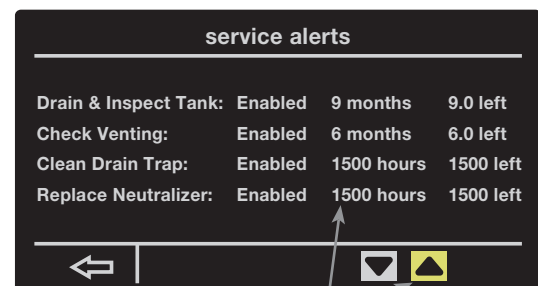 service alerts
Drain & Inspect Tank: Enabled 9 months 9.0 left
Check Venting: Enabled 6 months 6.0 left
Clean Drain Trap: Enabled 1500 hours 1500 left
Replace Neutralizer: Enabled 1500 hours 1500 left